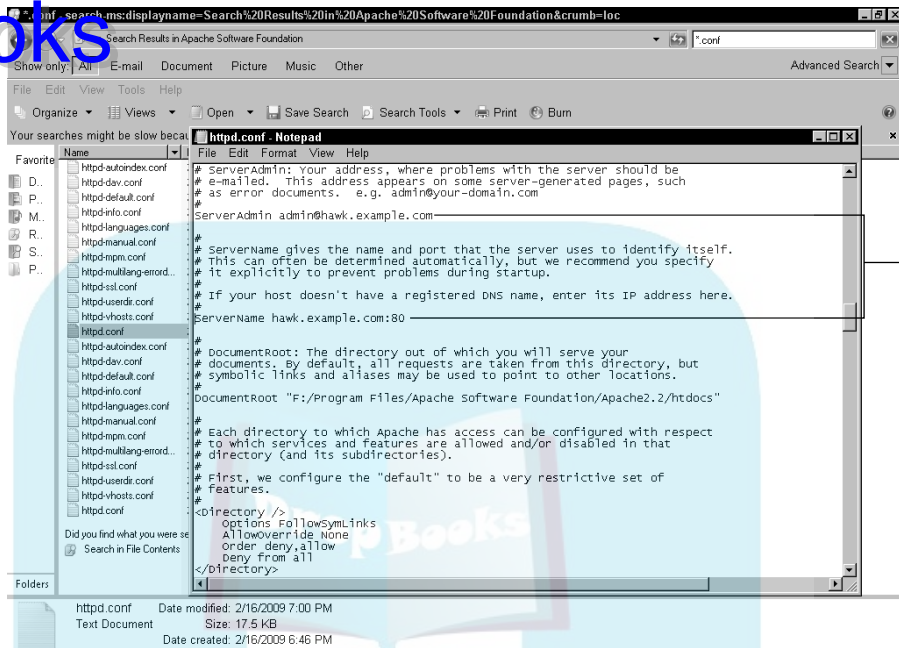 *.conf - search-ms:displayname=Search%20Results%20in%20Apache%20Software%20Foundation&crumb=loc
oks
Search Results in Apache Software Foundation
*.conf
Show only: All E-mail Document Picture Music Other
Advanced Search
File Edit View Tools Help
Organize Views Open Save Search Search Tools Print Burn
Your searches might be slow becau
Favorite
D..
P..
M..
R..
S..
P..
Name
httpd-autoindex.conf
httpd-dav.conf
httpd-default.conf
httpd-info.conf
httpd-languages.conf
httpd-manual.conf
httpd-mpm.conf
httpd-multilang-errord...
httpd-ssl.conf
httpd-userdir.conf
httpd-vhosts.conf
httpd.conf
httpd-autoindex.conf
httpd-dav.conf
httpd-default.conf
httpd-info.conf
httpd-languages.conf
httpd-manual.conf
httpd-mpm.conf
httpd-multilang-errord...
httpd-ssl.conf
httpd-userdir.conf
httpd-vhosts.conf
httpd.conf
Did you find what you were se
Search in File Contents
httpd.conf - Notepad
File Edit Format View Help
# ServerAdmin: Your address, where problems with the server should be
# e-mailed. This address appears on some server-generated pages, such
# as error documents. e.g. admin@your-domain.com
#
ServerAdmin admin@hawk.example.com
#
# ServerName gives the name and port that the server uses to identify itself.
# This can often be determined automatically, but we recommend you specify
# it explicitly to prevent problems during startup.
#
# If your host doesn't have a registered DNS name, enter its IP address here.
#
ServerName hawk.example.com:80
#
# DocumentRoot: The directory out of which you will serve your
# documents. By default, all requests are taken from this directory, but
# symbolic links and aliases may be used to point to other locations.
#
DocumentRoot "F:/Program Files/Apache Software Foundation/Apache2.2/htdocs"
#
# Each directory to which Apache has access can be configured with respect
# to which services and features are allowed and/or disabled in that
# directory (and its subdirectories).
#
# First, we configure the "default" to be a very restrictive set of
# features.
#
<Directory />
Options FollowSymLinks
AllowOverride None
Order deny,allow
Deny from all
</Directory>
Drop Books
Folders
httpd.conf Date modified: 2/16/2009 7:00 PM
Text Document Size: 17.5 KB
Date created: 2/16/2009 6:46 PM